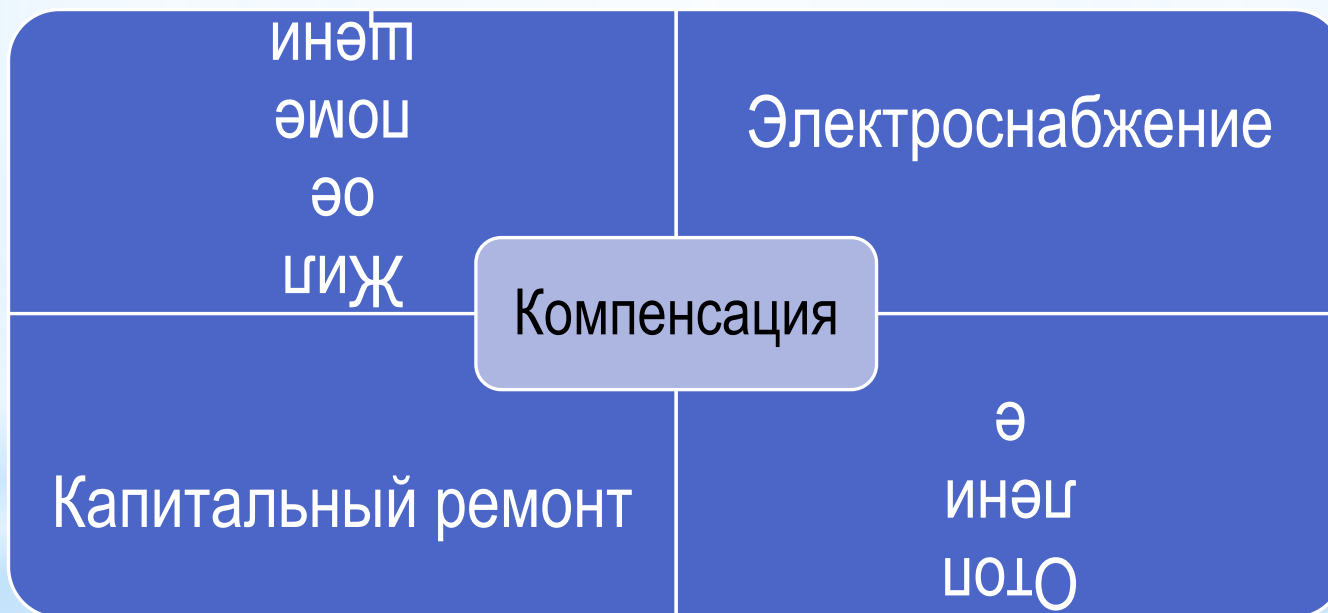 Жил
ое
поме
щени
Электроснабжение
Компенсация
Капитальный ремонт
Отоп
лени
е